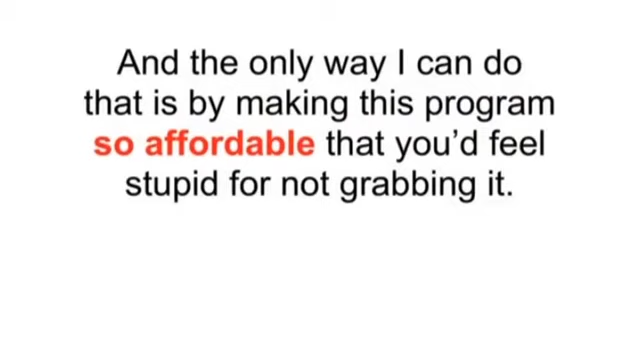 And the only way I can do
that is by making this program
so affordable that you'd feel
stupid for not grabbing it.